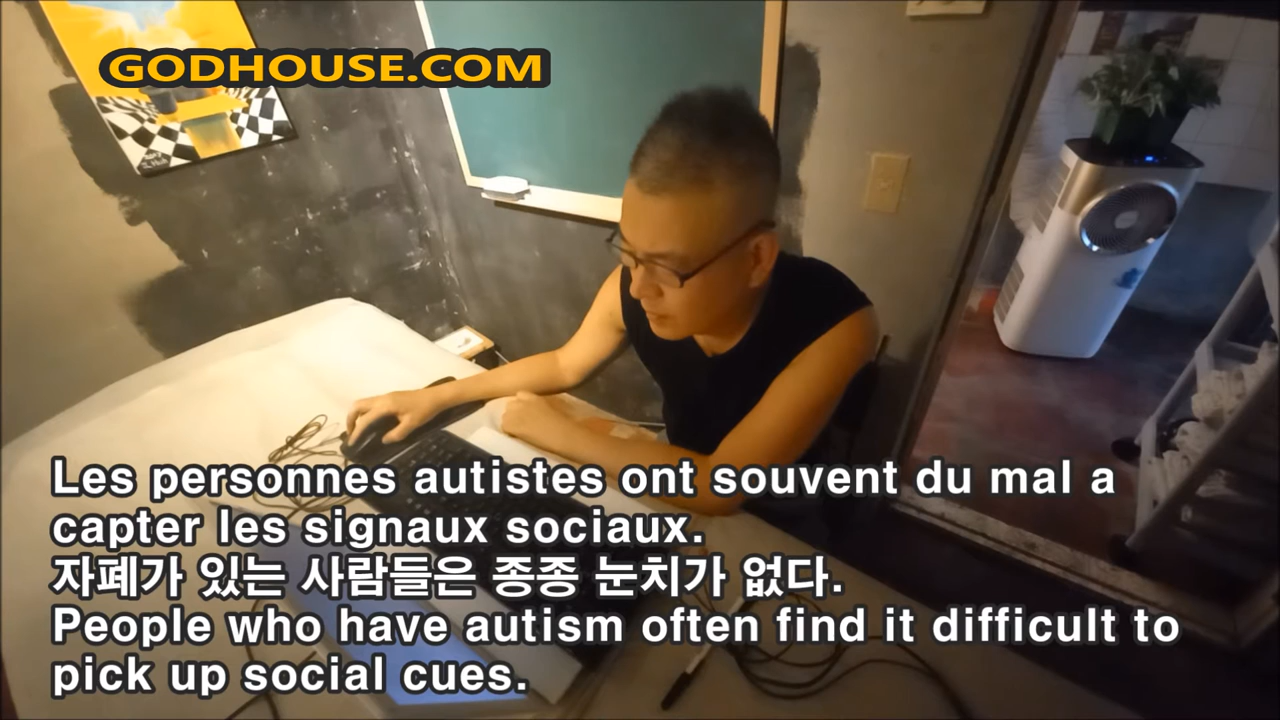 GODHOUSE.COM
Les personnes autistes ont souvent du mal a
capter les signaux sociaux.
자폐가 있는 사람들은 종종 눈치가 없다.
People who have autism often find it difficult to
pick up social cues.